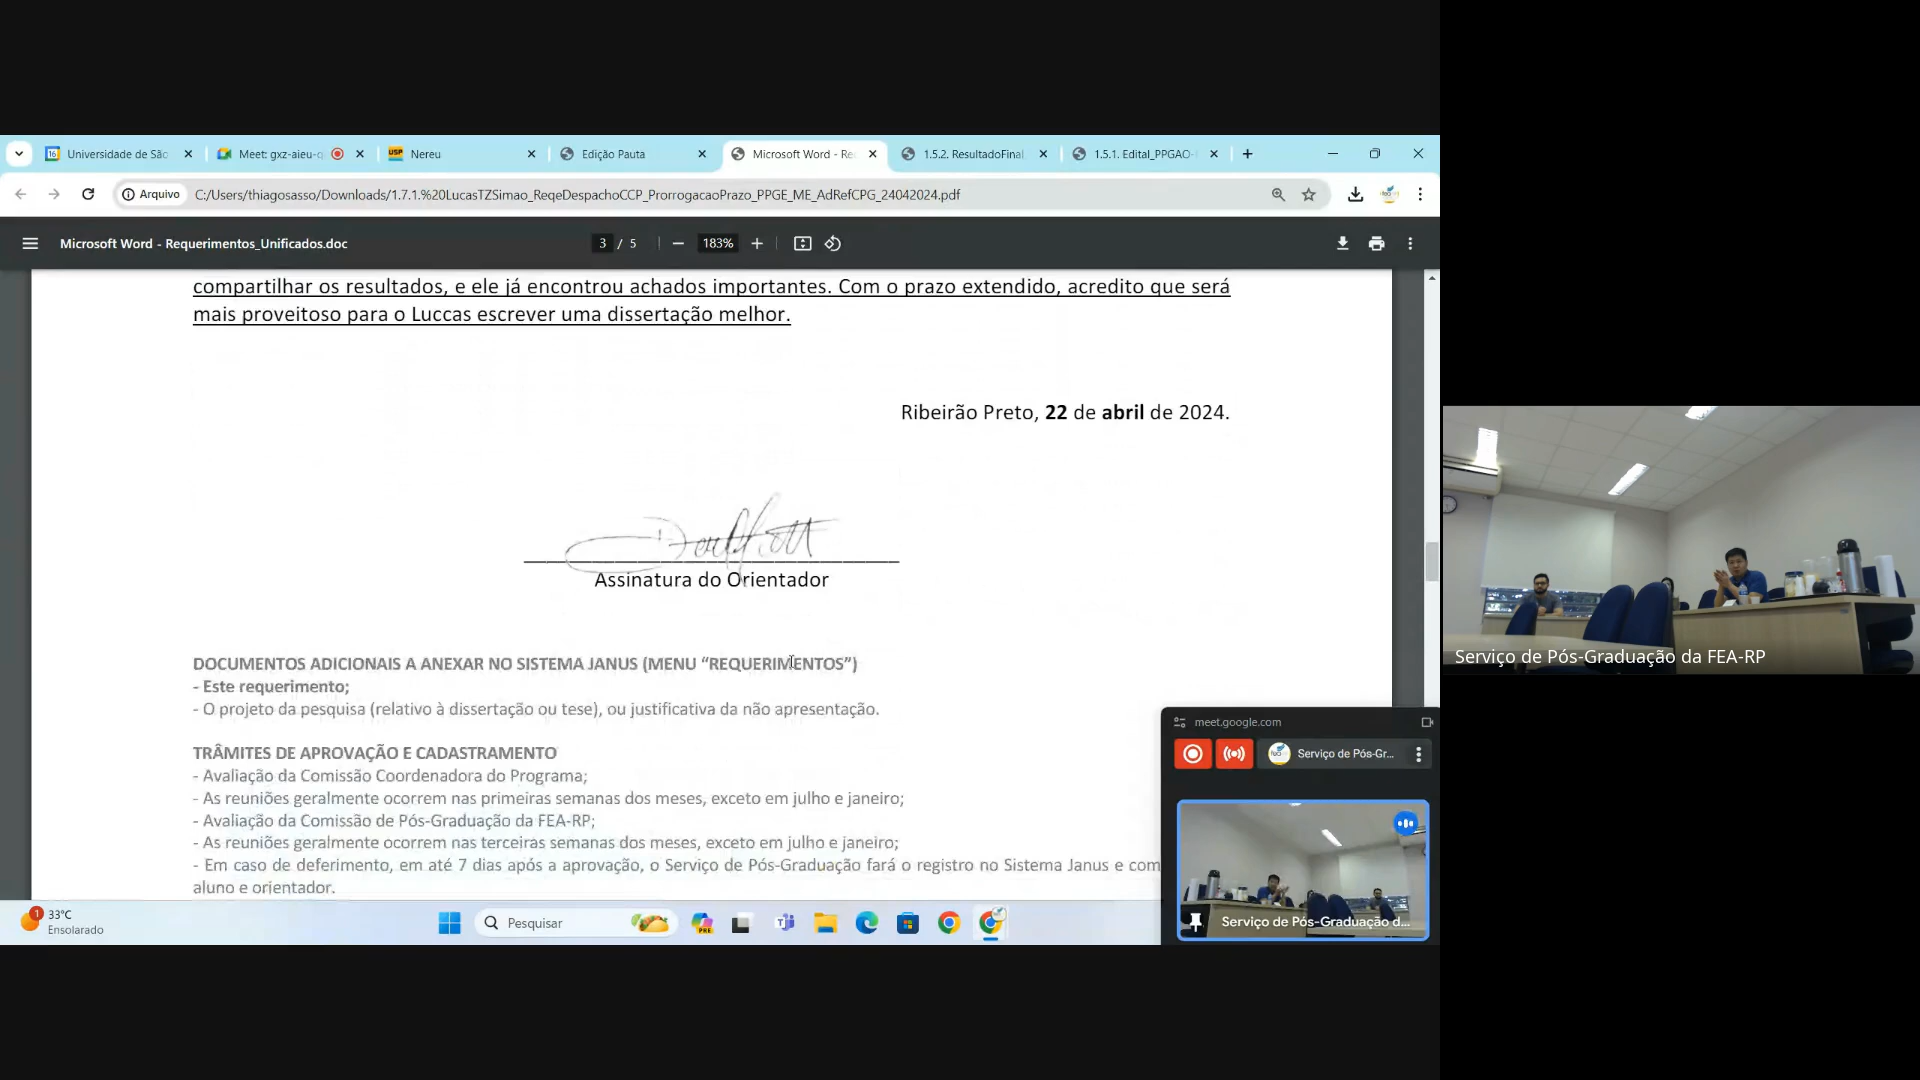 Universidade de São
Meet: gxz-aieu-q
USP Nereu
Edição Pauta
Microsoft Word - Re
1.5.2. ResultadoFinal
1.5.1. Edital_PPGAO-
Arquivo
C:/Users/thiagosasso/Downloads/1.7.1.%20LucasTZSimao_ReqeDespachoCCP_ProrrogacaoPrazo_PPGE_ME_AdRefCPG_24042024.pdf
Microsoft Word - Requerimentos_Unificados.doc
3 / 5
183%
compartilhar os resultados, e ele já encontrou achados importantes. Com o prazo extendido, acredito que será
mais proveitoso para o Luccas escrever uma dissertação melhor.
Ribeirão Preto, 22 de abril de 2024.
Assinatura do Orientador
DOCUMENTOS ADICIONAIS A ANEXAR NO SISTEMA JANUS (MENU “REQUERIMENTOS”)
- Este requerimento;
- O projeto da pesquisa (relativo à dissertação ou tese), ou justificativa da não apresentação.
TRÂMITES DE APROVAÇÃO E CADASTRAMENTO
- Avaliação da Comissão Coordenadora do Programa;
- As reuniões geralmente ocorrem nas primeiras semanas dos meses, exceto em julho e janeiro;
- Avaliação da Comissão de Pós-Graduação da FEA-RP;
- As reuniões geralmente ocorrem nas terceiras semanas dos meses, exceto em julho e janeiro;
- Em caso de deferimento, em até 7 dias após a aprovação, o Serviço de Pós-Graduação fará o registro no Sistema Janus e com
aluno e orientador.
meet.google.com
Serviço de Pós-Gr...
Serviço de Pós-Graduação d...
Serviço de Pós-Graduação da FEA-RP
1
33°C
Ensolarado
Pesquisar
PRE